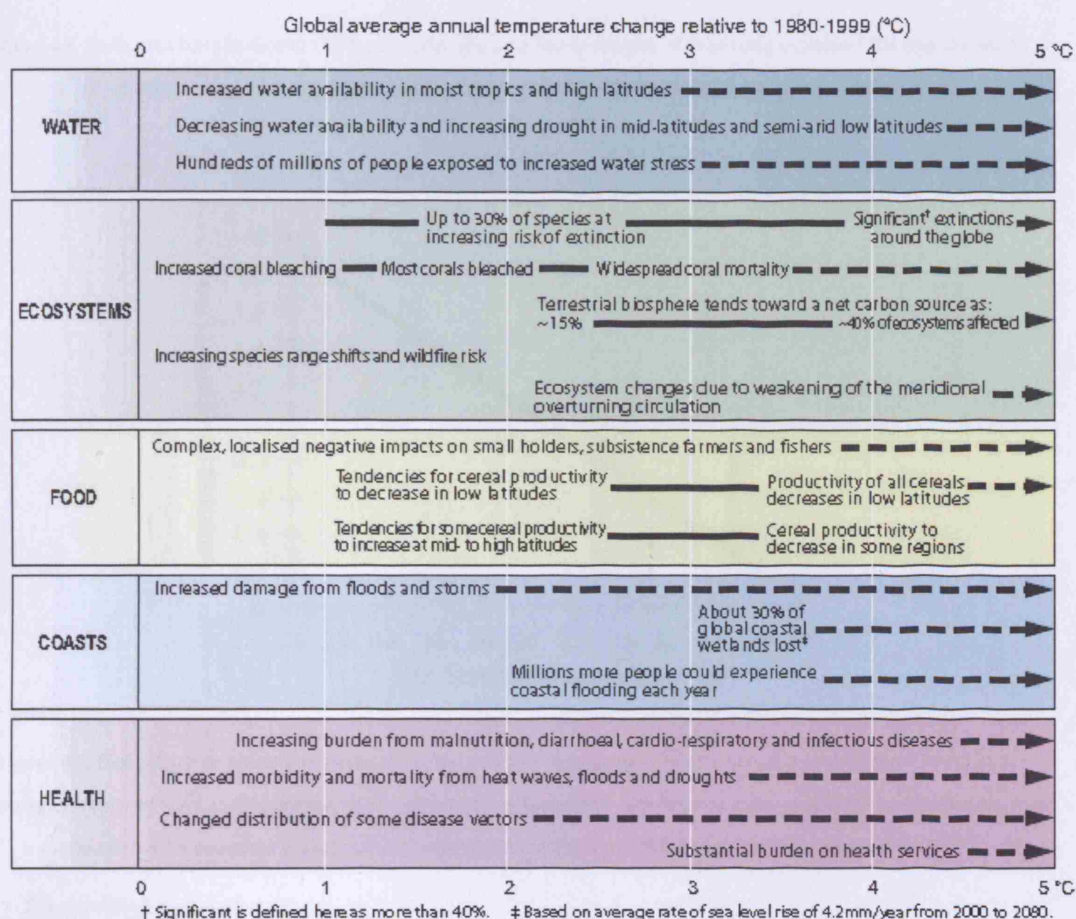 Global average annual temperature change relative to 1980-1999 (°C)
0 1 2 3 4 5 °C
WATER
Increased water availability in moist tropics and high latitudes
Decreasing water availability and increasing drought in mid-latitudes and semi-arid low latitudes
Hundreds of millions of people exposed to increased water stress
ECOSYSTEMS
Up to 30% of species at
increasing risk of extinction
Significant† extinctions
around the globe
Increased coral bleaching Most corals bleached Widespread coral mortality
Terrestrial biosphere tends toward a net carbon source as:
~15% ~40% of ecosystems affected
Increasing species range shifts and wildfire risk
Ecosystem changes due to weakening of the meridional
overturning circulation
FOOD
Complex, localised negative impacts on small holders, subsistence farmers and fishers
Tendencies for cereal productivity
to decrease in low latitudes
Productivity of all cereals
decreases in low latitudes
Tendencies for some cereal productivity
to increase at mid- to high latitudes
Cereal productivity to
decrease in some regions
COASTS
Increased damage from floods and storms
About 30% of
global coastal
wetlands lost‡
Millions more people could experience
coastal flooding each year
HEALTH
Increasing burden from malnutrition, diarrhoeal, cardio-respiratory and infectious diseases
Increased morbidity and mortality from heat waves, floods and droughts
Changed distribution of some disease vectors
Substantial burden on health services
0 1 2 3 4 5 °C
† Significant is defined here as more than 40%. ‡ Based on average rate of sea level rise of 4.2mm/year from 2000 to 2080.